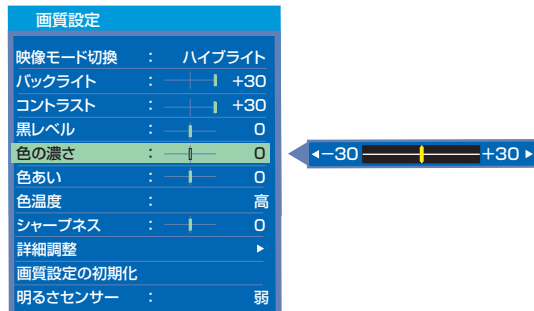 画質設定
映像モード切換 : ハイブライト
バックライト : +30
コントラスト : +30
黒レベル : 0
色の濃さ : 0
色あい : 0
色温度 : 高
シャープネス : 0
詳細調整
画質設定の初期化
明るさセンサー : 弱
−30 +30